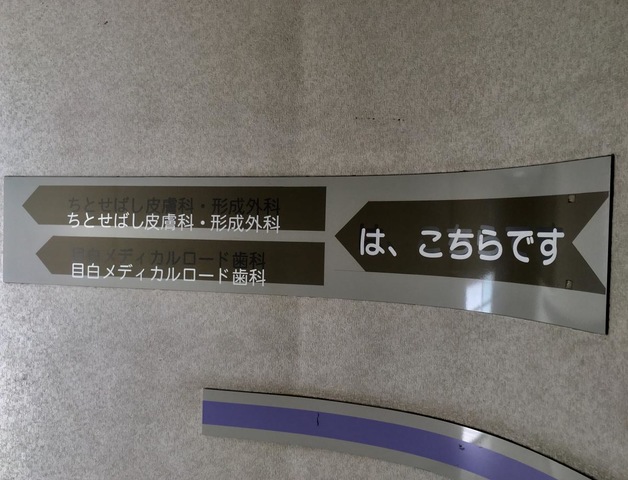 ちとせばし皮膚科・形成外科
目白メディカルロード歯科
は、こちらです